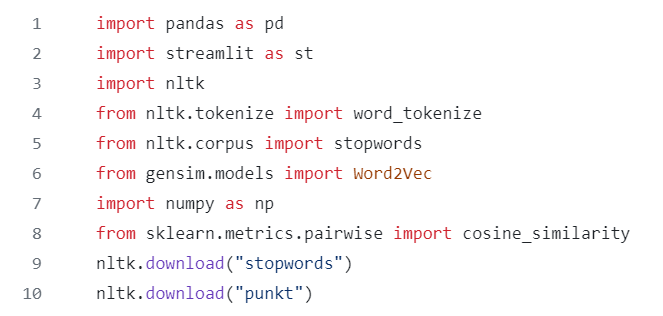 1 import pandas as pd
2 import streamlit as st
3 import nltk
4 from nltk.tokenize import word_tokenize
5 from nltk.corpus import stopwords
6 from gensim.models import Word2Vec
7 import numpy as np
8 from sklearn.metrics.pairwise import cosine_similarity
9 nltk.download("stopwords")
10 nltk.download("punkt")